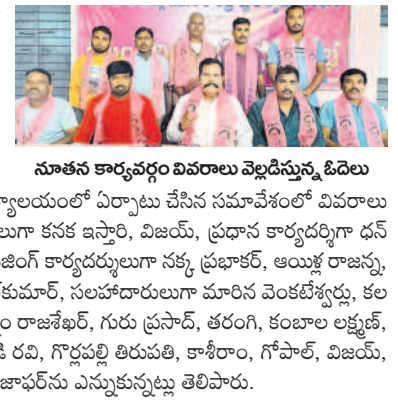 నూతన కార్యవర్గం వివరాలు వెల్లడిస్తున్న ఓదెలు
్యాలయంలో ఏర్పాటు చేసిన సమావేశంలో వివరాలు
లుగా కనక ఇస్తారి, విజయ్, ప్రధాన కార్యదర్శిగా ధన్
జింగ్ కార్యదర్శులుగా నక్క ప్రభాకర్, ఆయిళ్ల రాజన్న,
కుమార్, సలహాదారులుగా మారిన వెంకటేశ్వర్లు, కల
ం రాజశేఖర్, గురు ప్రసాద్, తరంగి, కంబాల లక్ష్మణ్,
డి రవి, గొర్లపల్లి తిరుపతి, కాశీరాం, గోపాల్, విజయ్,
జాఫర్‌ను ఎన్నుకున్నట్లు తెలిపారు.